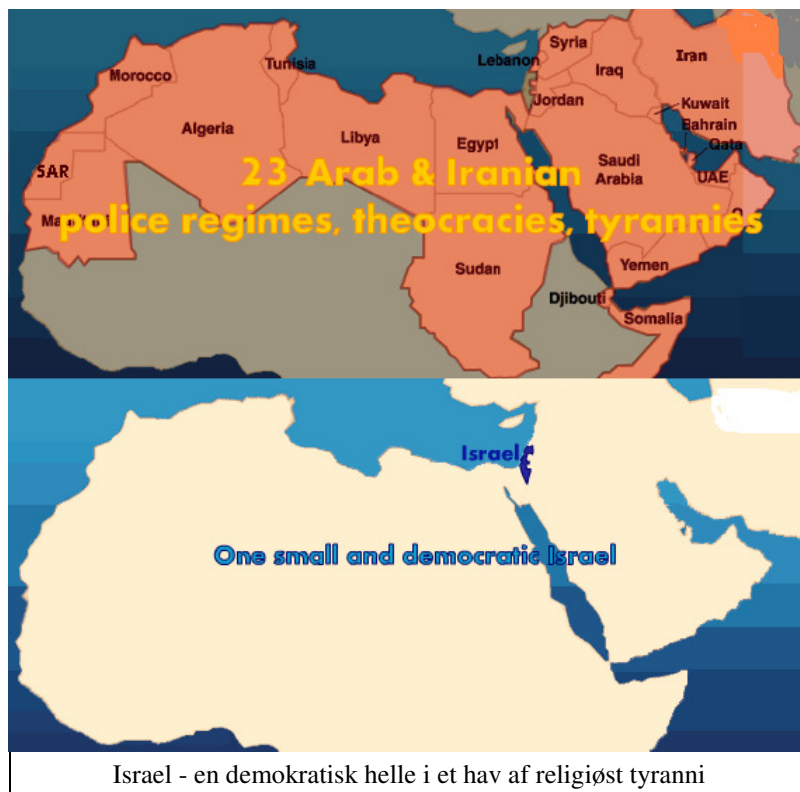 Syria
Lebanon
Iran
Morocco
Tunisia
Iraq
Jordan
Kuwait
Algeria
Libya
Egypt
Bahrain
Qata
SAR
Saudi
Arabia
UAE
23 Arab & Iranian
police regimes, theocracies, tyrannies
Sudan
Yemen
Djibouti
Somalia
Israel
One small and democratic Israel
Israel - en demokratisk helle i et hav af religiøst tyranni